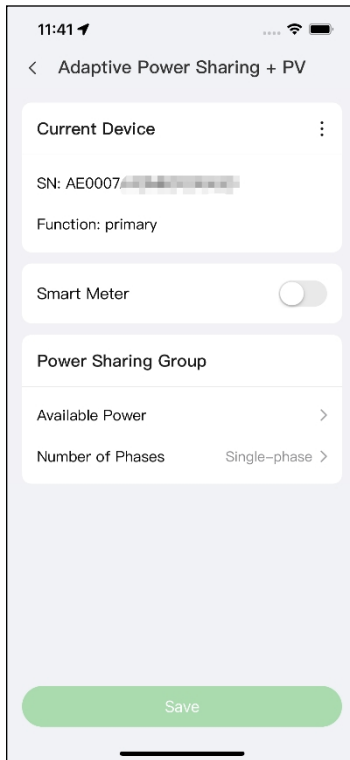 11:41
Adaptive Power Sharing + PV
Current Device
SN: AE0007
Function: primary
Smart Meter
Power Sharing Group
Available Power
Number of Phases Single-phase
Save